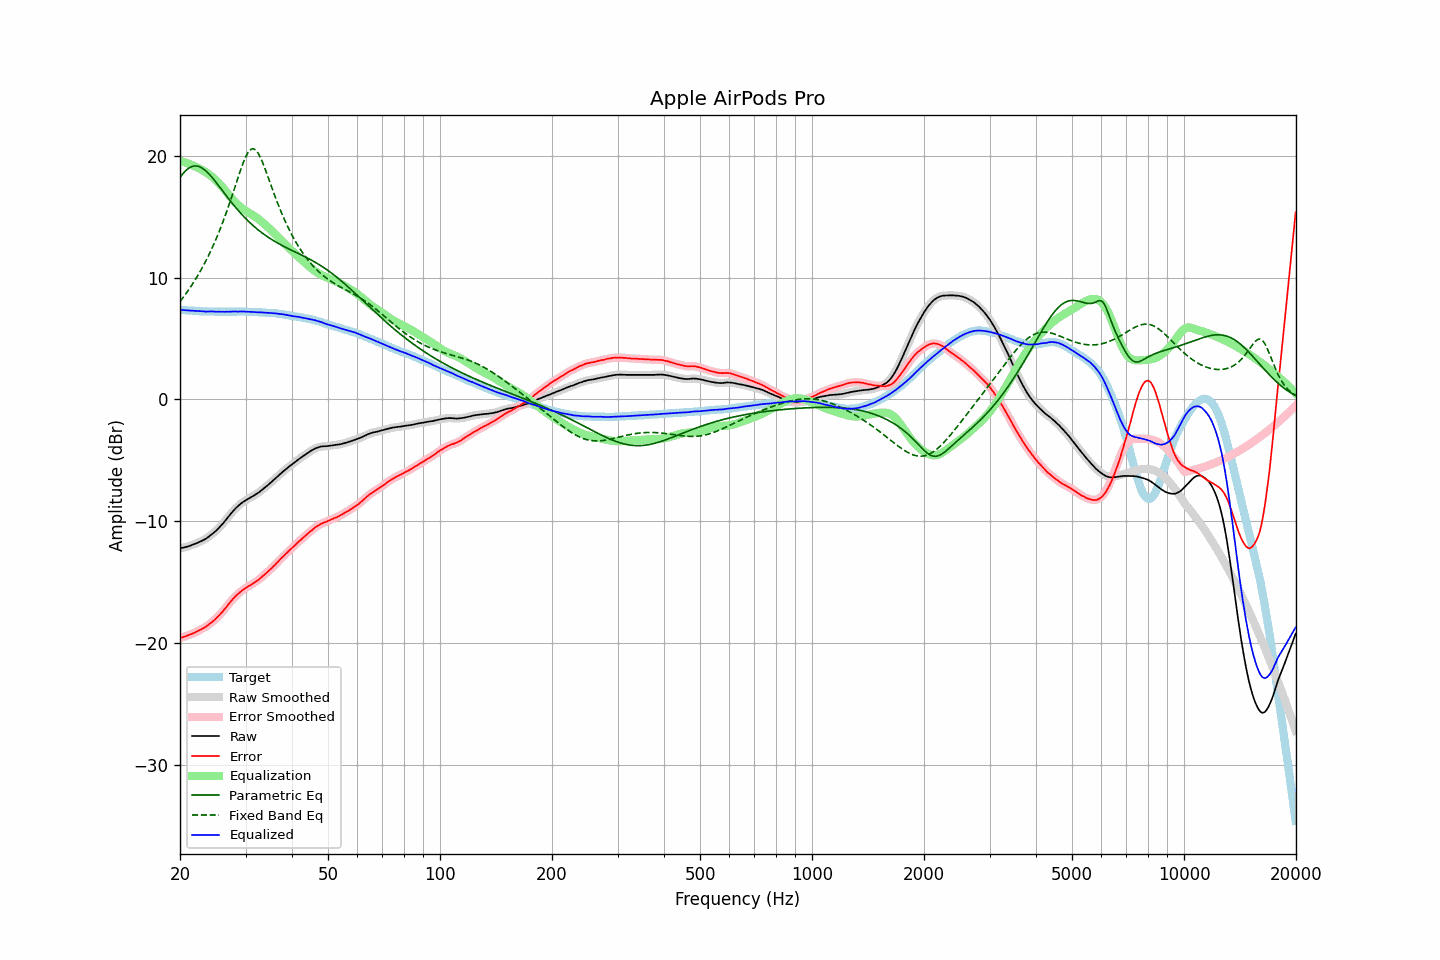 Apple AirPods Pro
20
10
0
−10
−20
−30
Amplitude (dBr)
Target
Raw Smoothed
Error Smoothed
Raw
Error
Equalization
Parametric Eq
Fixed Band Eq
Equalized
20 50 100 200 500 1000 2000 5000 10000 20000
Frequency (Hz)